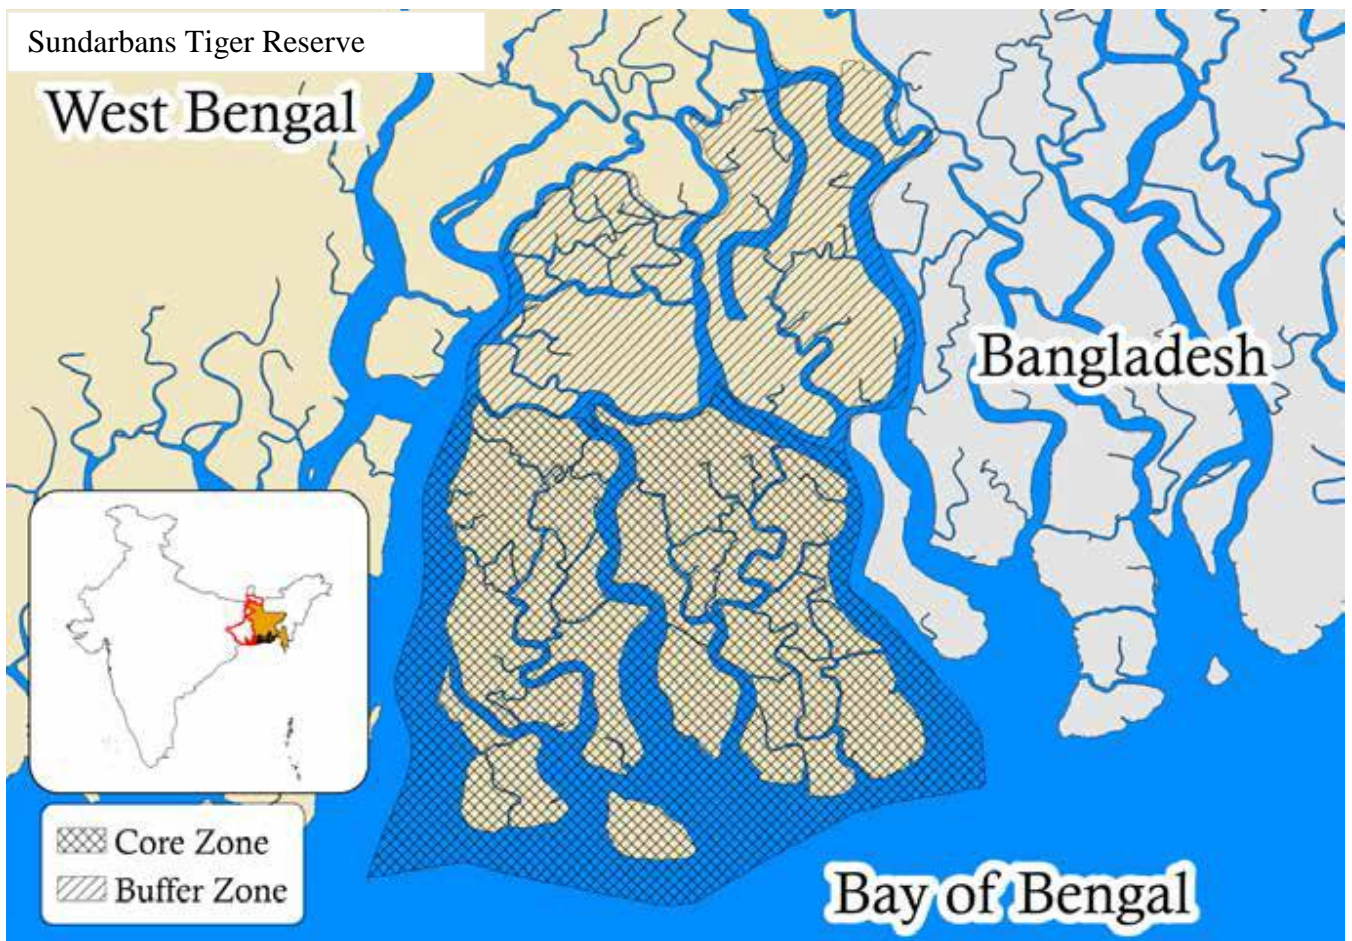 Sundarbans Tiger Reserve
West Bengal
Bangladesh
Core Zone
Buffer Zone
Bay of Bengal